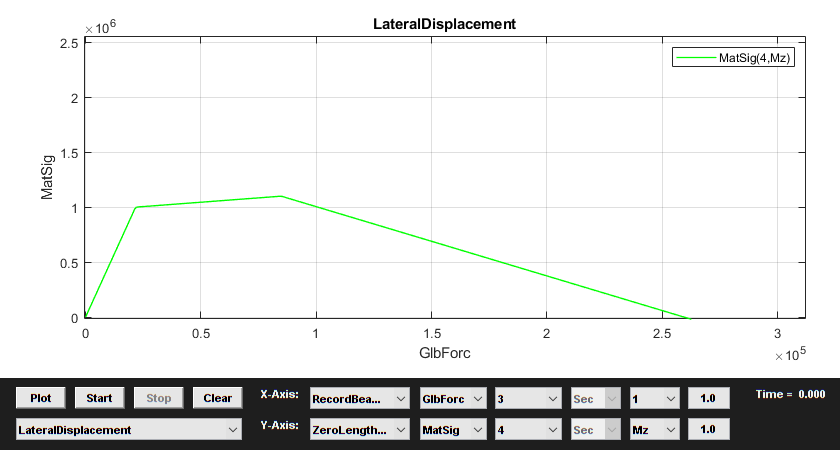 LateralDisplacement
×10^6
2.5
2
1.5
1
0.5
0
MatSig
MatSig(4,Mz)
0 0.5 1 1.5 2 2.5 3
GlbForc
×10^5
Plot Start Stop Clear X-Axis: RecordBea... GlbForc 3 Sec 1 1.0 Time = 0.000
LateralDisplacement Y-Axis: ZeroLength... MatSig 4 Sec Mz 1.0